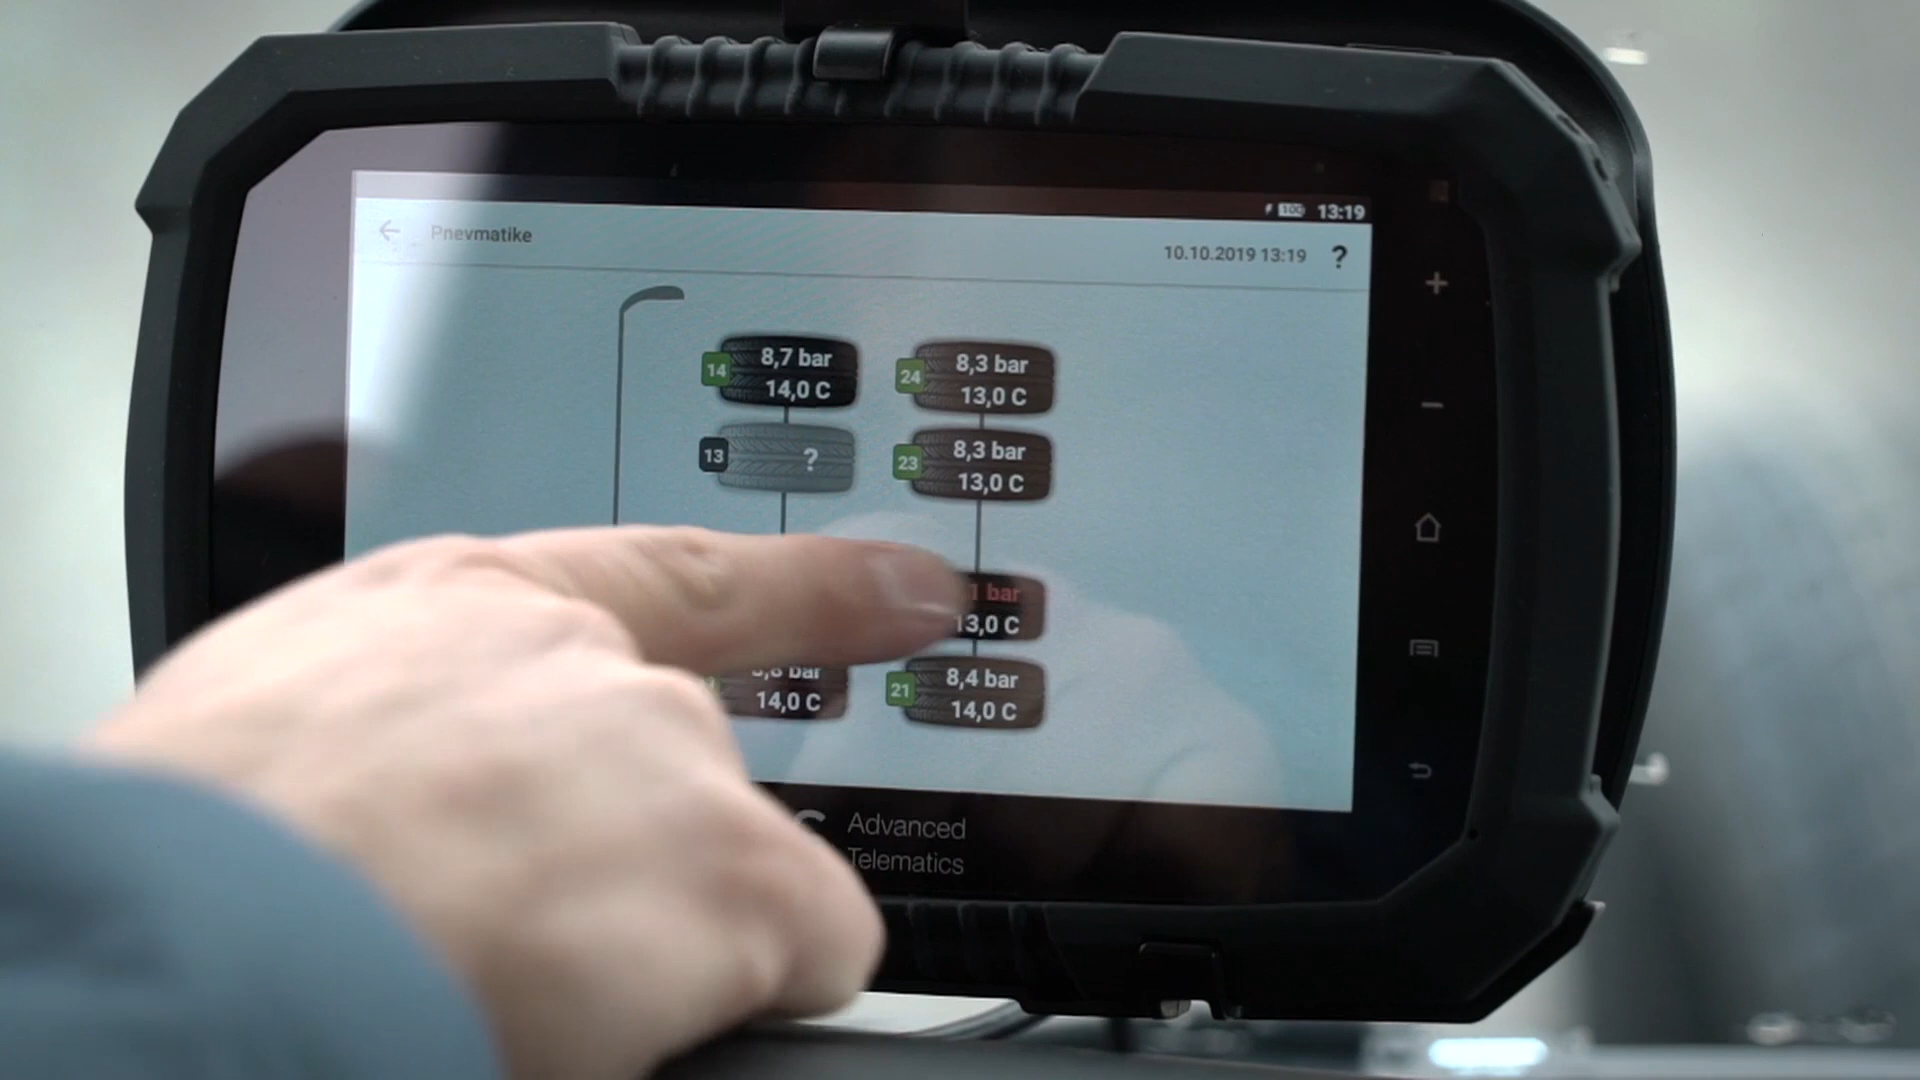 100 13:19
Pnevmatike
10.10.2019 13:19 ?
14 8,7 bar
14,0 C
24 8,3 bar
13,0 C
13 ?
23 8,3 bar
13,0 C
1 bar
13,0 C
bar
14,0 C
21 8,4 bar
14,0 C
Advanced
Telematics